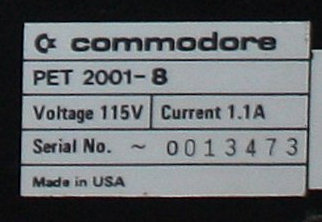 commodore
PET 2001-8
Voltage 115V Current 1.1A
Serial No. ~ 0013473
Made in USA